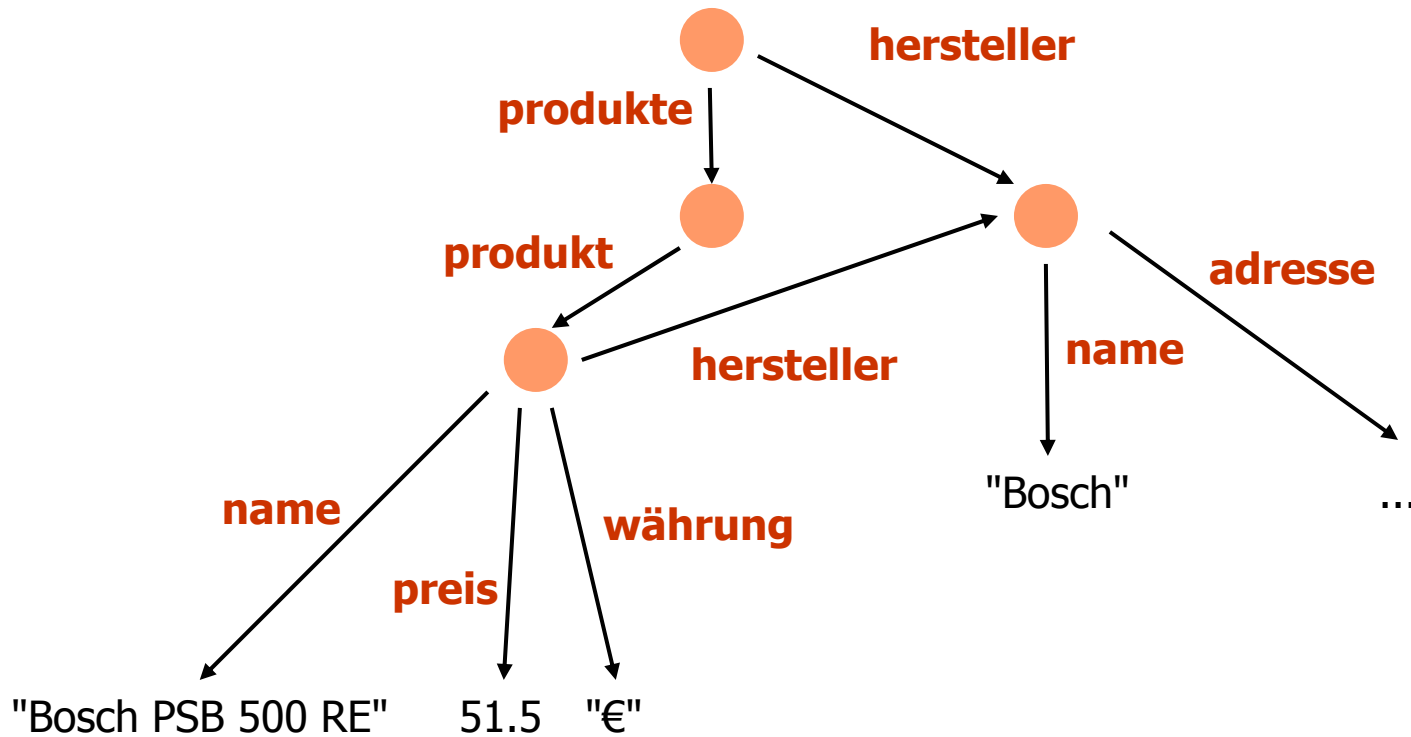 hersteller
produkte
produkt
adresse
hersteller
name
"Bosch"
...
name
währung
preis
"Bosch PSB 500 RE"
51.5
"€"